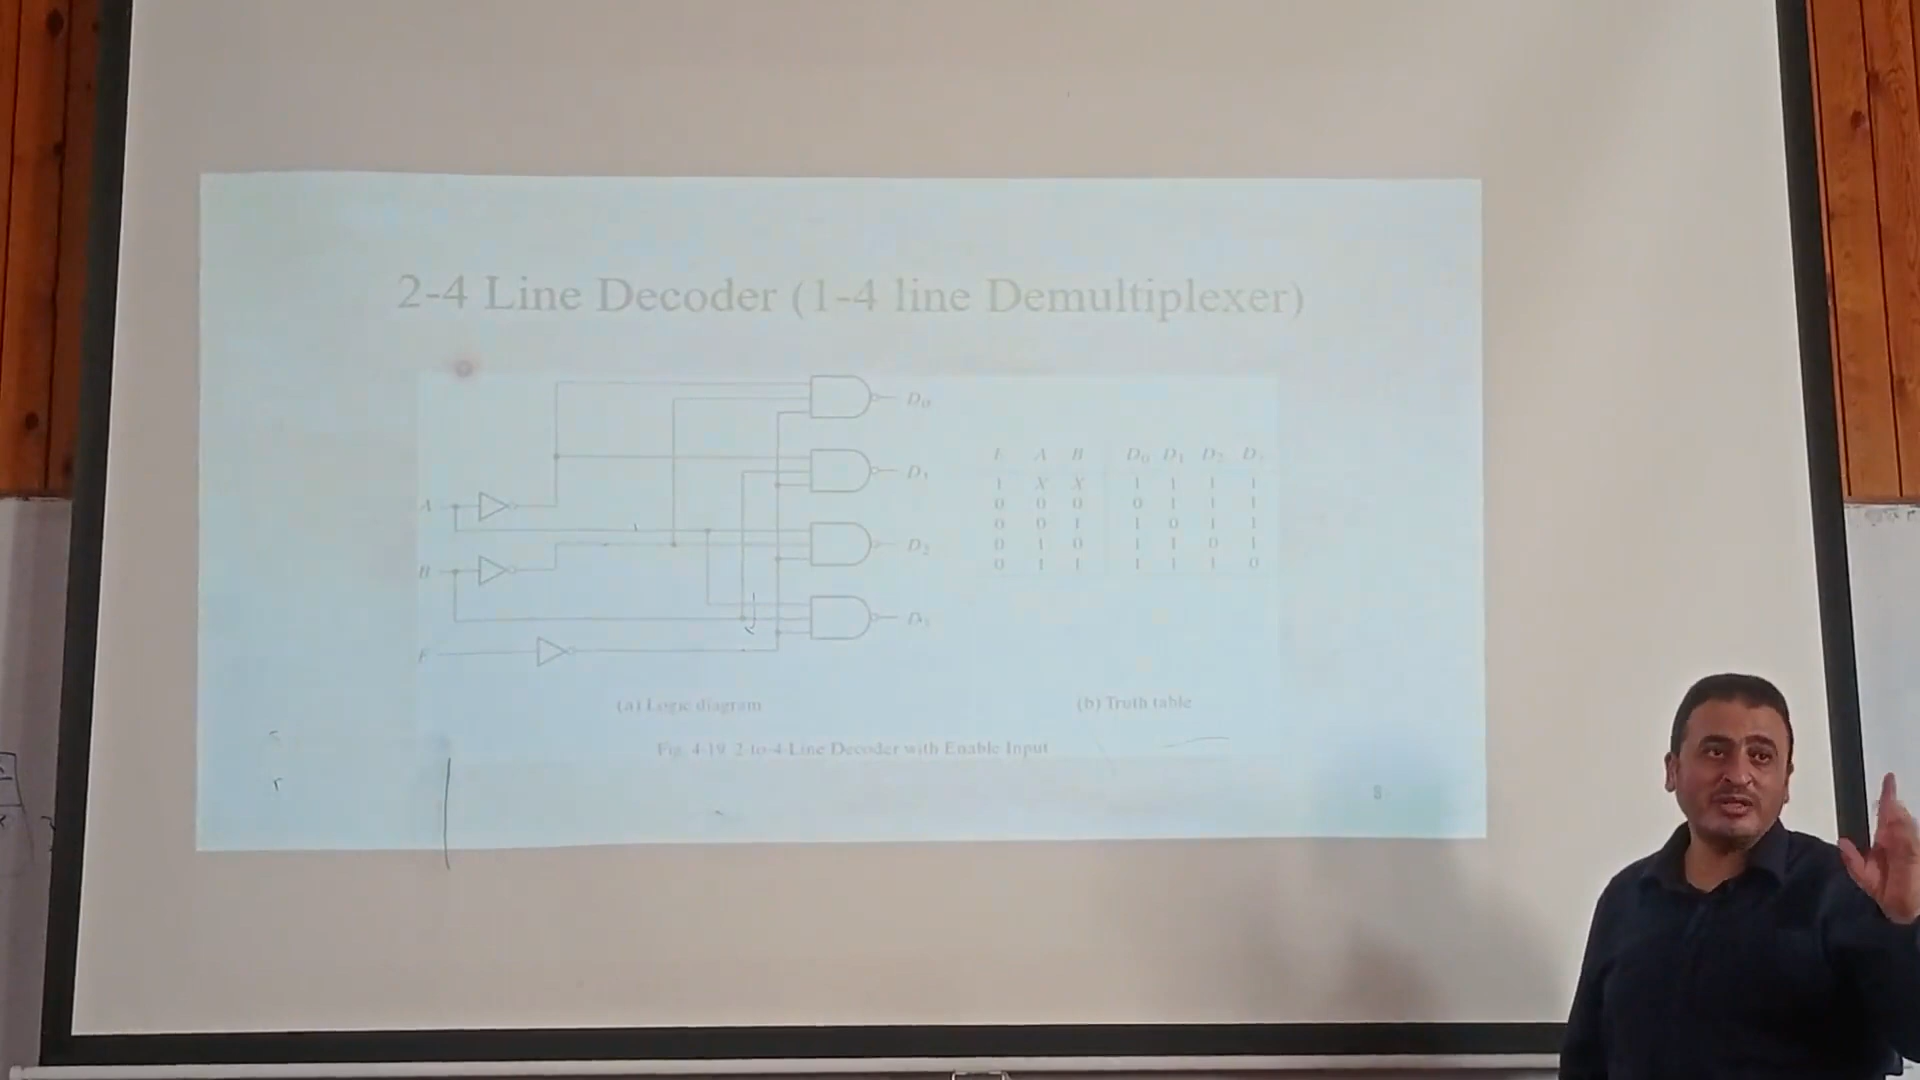 2-4 Line Decoder (1-4 line Demultiplexer)
D0
D1
A
D2
B
D3
E
E A B D0 D1 D2 D3
1 X X 1 1 1 1
0 0 0 0 1 1 1
0 0 1 1 0 1 1
0 1 0 1 1 0 1
0 1 1 1 1 1 0
(a) Logic diagram
(b) Truth table
Fig. 4-19 2-to-4-Line Decoder with Enable Input
8